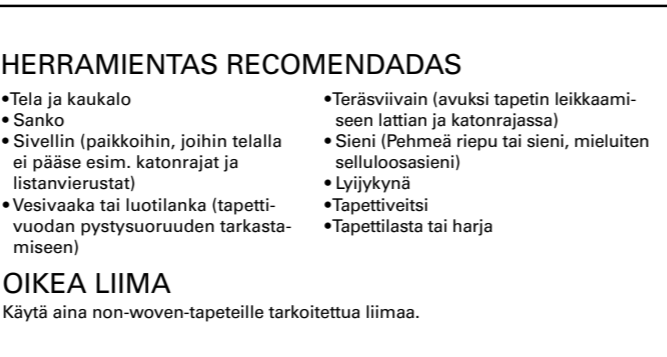 HERRAMIENTAS RECOMENDADAS
•Tela ja kaukalo
• Sanko
• Sivellin (paikkoihin, joihin telalla
ei pääse esim. katonrajat ja
listanvierustat)
• Vesivaaka tai luotilanka (tapetti-
vuodan pystysuoruuden tarkasta-
miseen)
•Teräsviivain (avuksi tapetin leikkaami-
seen lattian ja katonrajassa)
• Sieni (Pehmeä riepu tai sieni, mieluiten
selluloosasieni)
• Lyijykynä
•Tapettiveitsi
•Tapettilasta tai harja
OIKEA LIIMA
Käytä aina non-woven-tapeteille tarkoitettua liimaa.